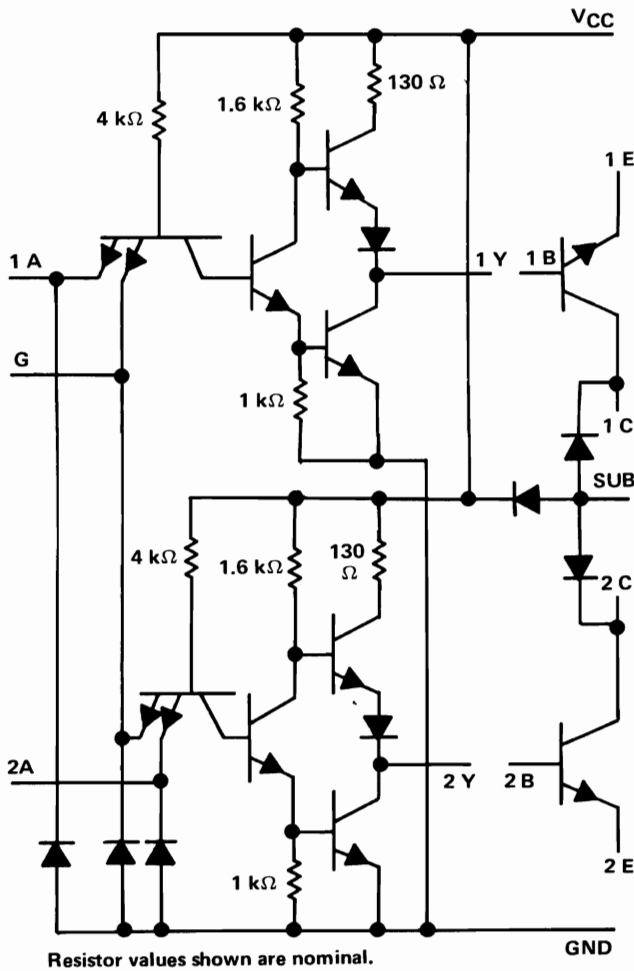 VCC
130 Ω
1.6 kΩ
4 kΩ
1 E
1 A
1 Y
1 B
G
1 kΩ
1 C
SUB
4 kΩ
1.6 kΩ
130
Ω
2 C
2A
2 Y
2 B
1 kΩ
2 E
GND
Resistor values shown are nominal.